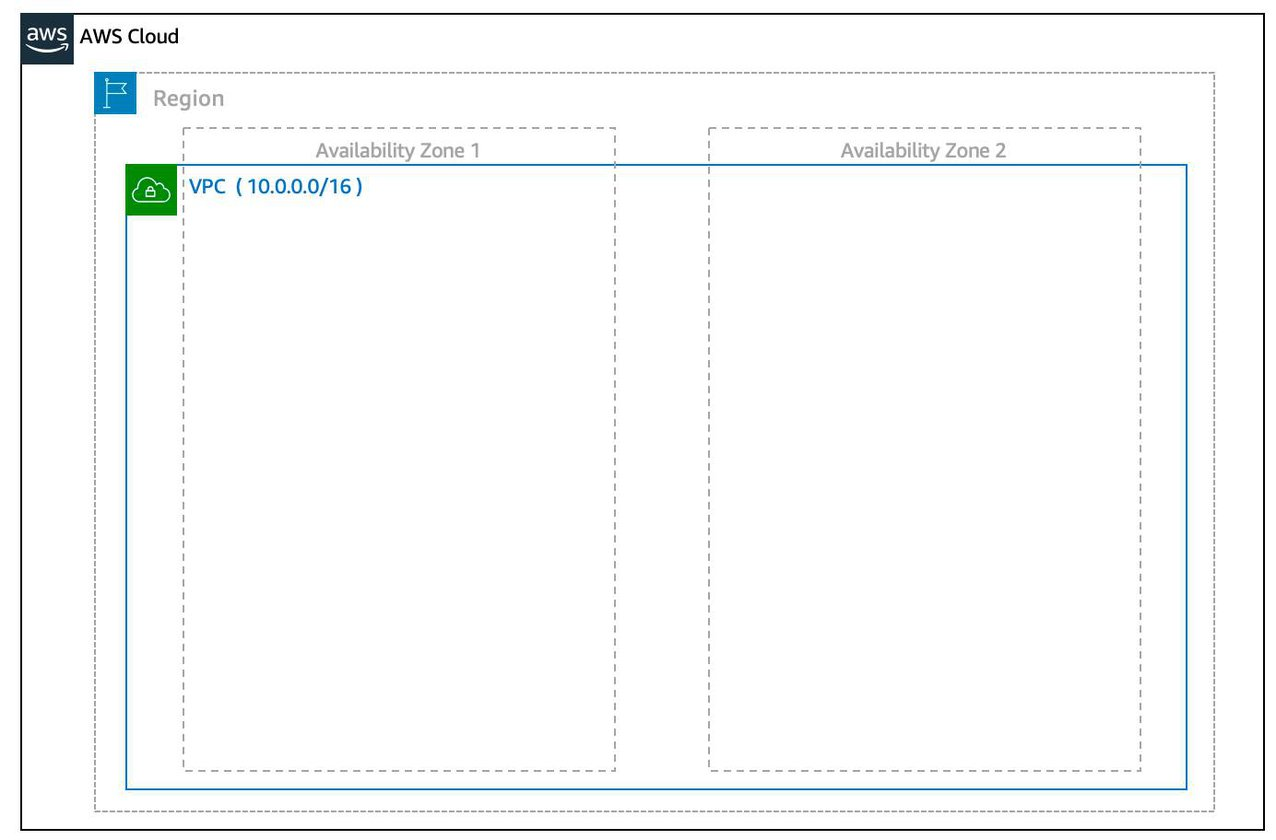 aws
AWS Cloud
Region
Availability Zone 1
Availability Zone 2
VPC ( 10.0.0.0/16 )